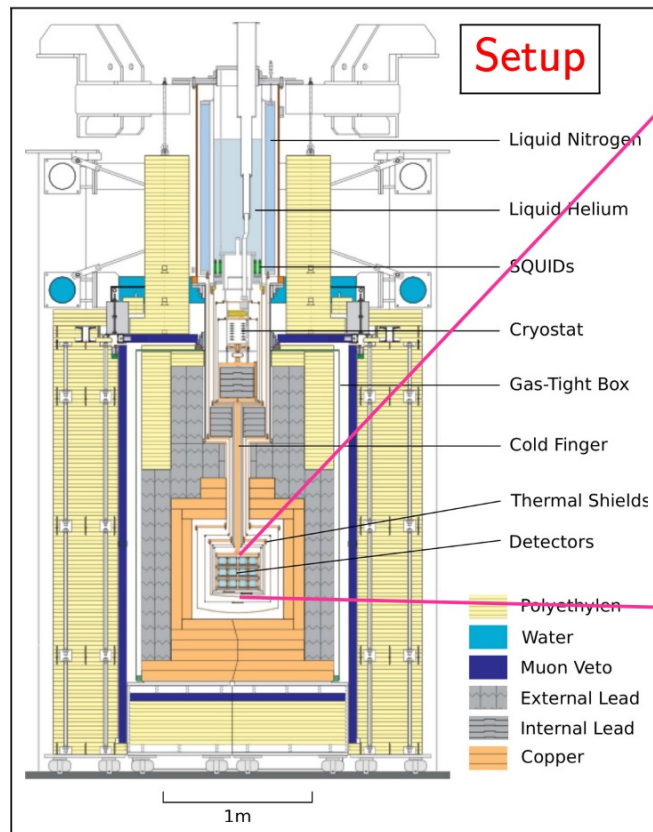 Setup
Liquid Nitrogen
Liquid Helium
SQUIDs
Cryostat
Gas-Tight Box
Cold Finger
Thermal Shields
Detectors
Polyethylen
Water
Muon Veto
External Lead
Internal Lead
Copper
1m